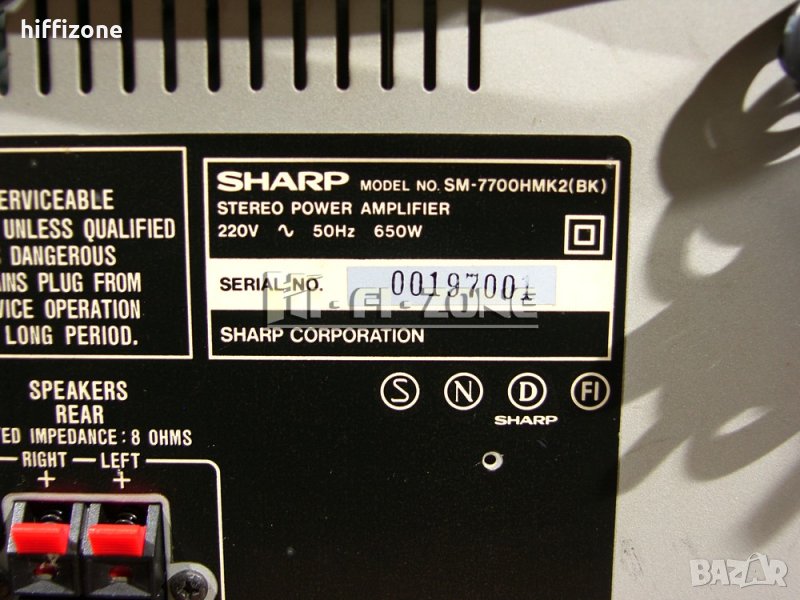 hiffizone
ERVICEABLE
UNLESS QUALIFIED
DANGEROUS
INS PLUG FROM
VICE OPERATION
LONG PERIOD.
SHARP MODEL NO. SM-7700HMK2(BK)
STEREO POWER AMPLIFIER
220V ∿ 50Hz 650W
SERIAL NO. 00197001
Hi-Fi-ZONE
SHARP CORPORATION
S N D FI
SHARP
SPEAKERS
REAR
ED IMPEDANCE: 8 OHMS
RIGHT LEFT
+ +
BAZAR